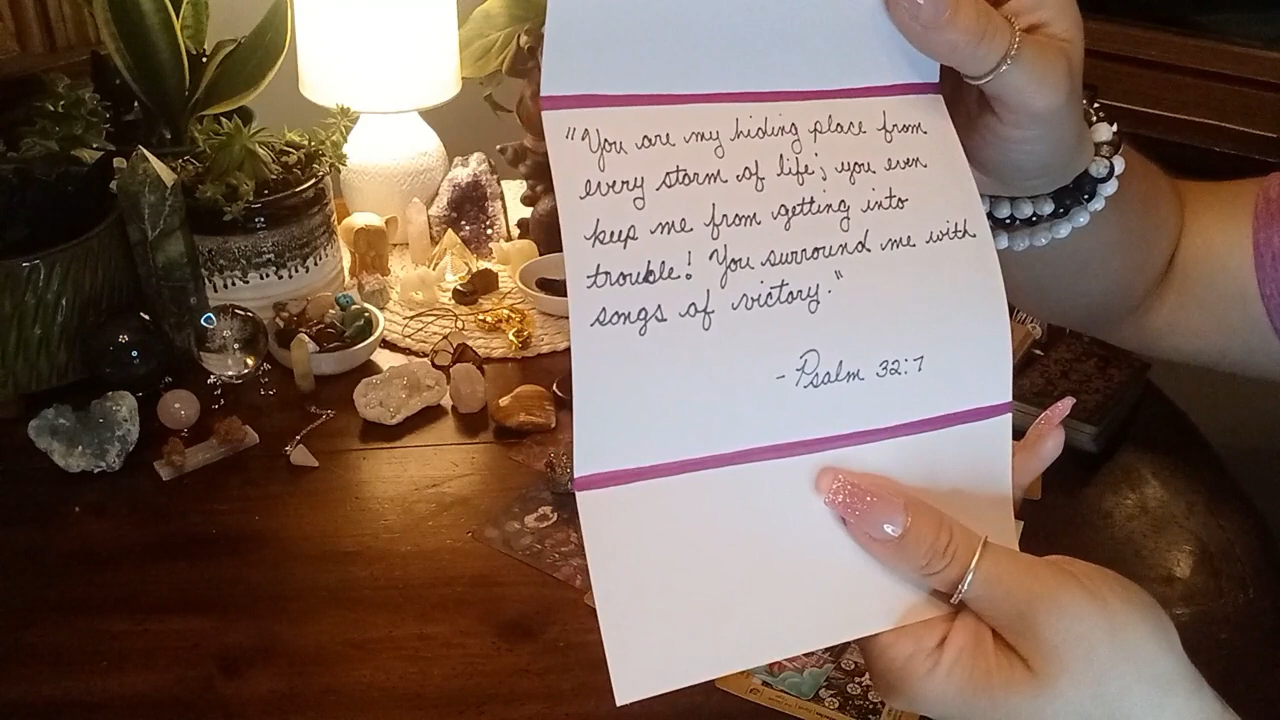 "You are my hiding place from
every storm of life; you even
keep me from getting into
trouble! You surround me with
songs of victory."
- Psalm 32:7